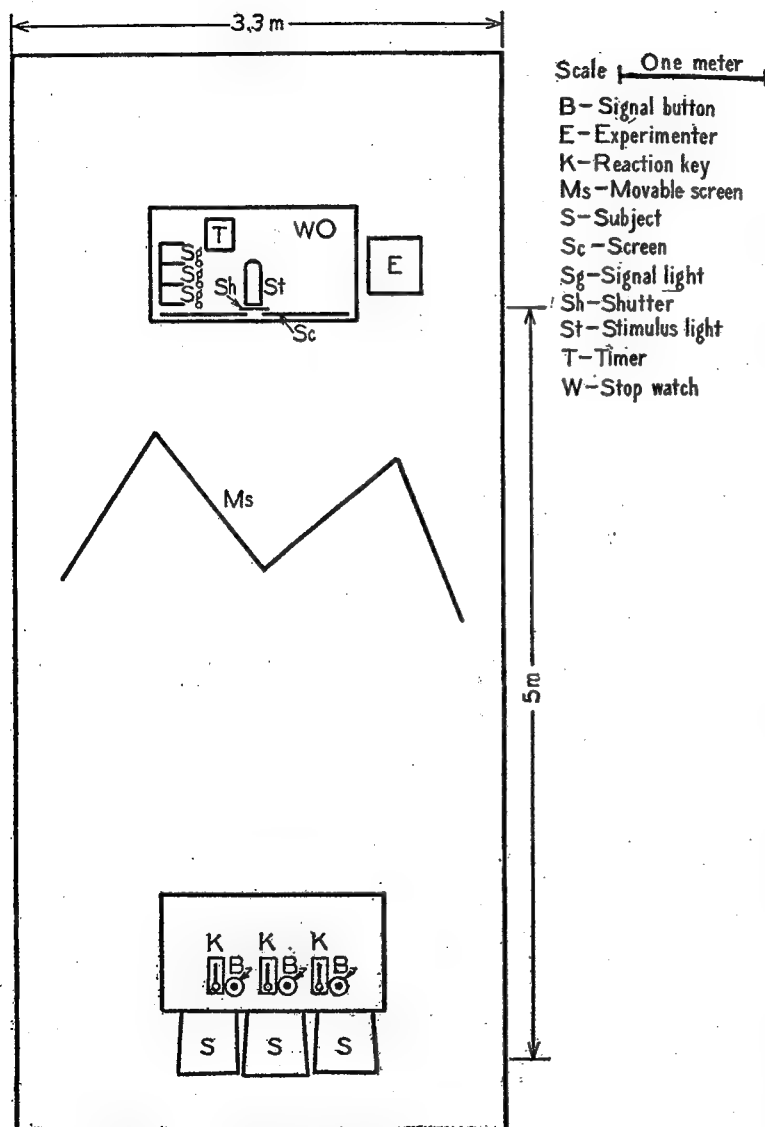 3.3 m
Scale One meter
B-Signal button
E-Experimenter
K-Reaction key
Ms-Movable screen
S-Subject
Sc-Screen
Sg-Signal light
Sh-Shutter
St-Stimulus light
T-Timer
W-Stop watch
T WO
Sg
Sg
Sg
Sh St
Sc
E
Ms
5m
K K K
B B B
S S S